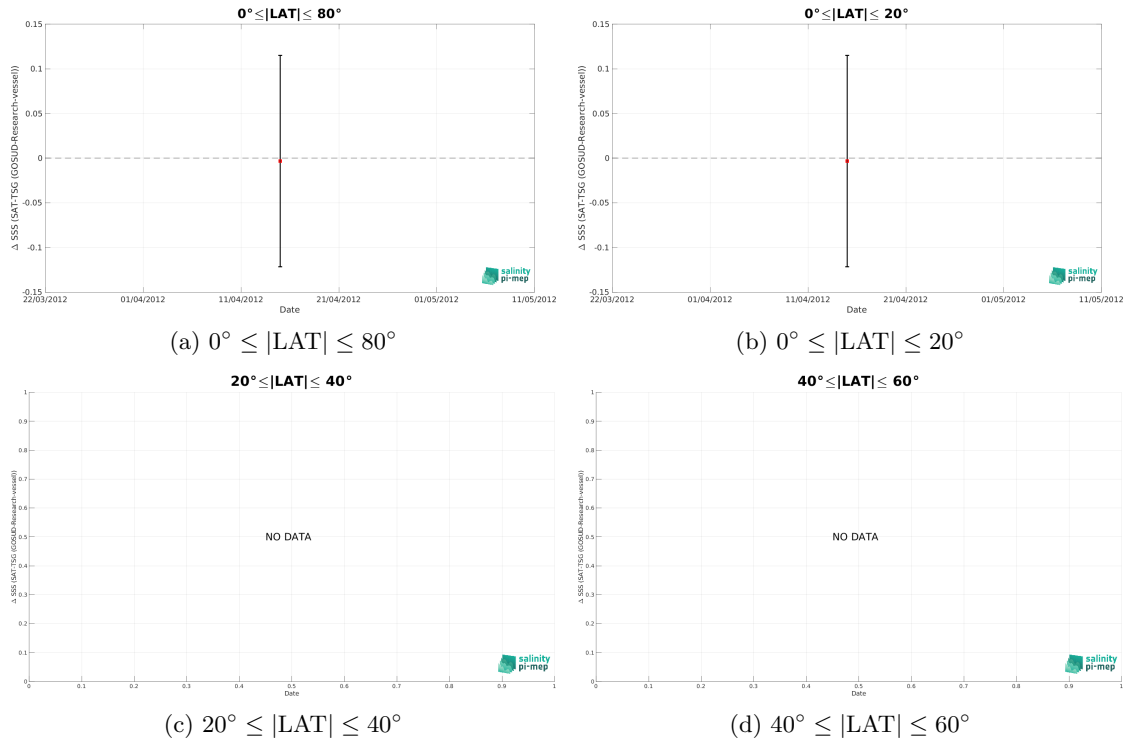 0°≤|LAT|≤ 80°
0.15
0.1
0.05
0
-0.05
-0.1
-0.15
Δ SSS (SAT-TSG (GOSUD-Research-vessel))
22/03/2012 01/04/2012 11/04/2012 21/04/2012 01/05/2012 11/05/2012
Date
salinity
pi-mep
(a) 0° ≤ |LAT| ≤ 80°
0°≤|LAT|≤ 20°
0.15
0.1
0.05
0
-0.05
-0.1
-0.15
Δ SSS (SAT-TSG (GOSUD-Research-vessel))
22/03/2012 01/04/2012 11/04/2012 21/04/2012 01/05/2012 11/05/2012
Date
salinity
pi-mep
(b) 0° ≤ |LAT| ≤ 20°
20°≤|LAT|≤ 40°
1
0.9
0.8
0.7
0.6
0.5
0.4
0.3
0.2
0.1
0
Δ SSS (SAT-TSG (GOSUD-Research-vessel))
NO DATA
0 0.1 0.2 0.3 0.4 0.5 0.6 0.7 0.8 0.9 1
Date
salinity
pi-mep
(c) 20° ≤ |LAT| ≤ 40°
40°≤|LAT|≤ 60°
1
0.9
0.8
0.7
0.6
0.5
0.4
0.3
0.2
0.1
0
Δ SSS (SAT-TSG (GOSUD-Research-vessel))
NO DATA
0 0.1 0.2 0.3 0.4 0.5 0.6 0.7 0.8 0.9 1
Date
salinity
pi-mep
(d) 40° ≤ |LAT| ≤ 60°